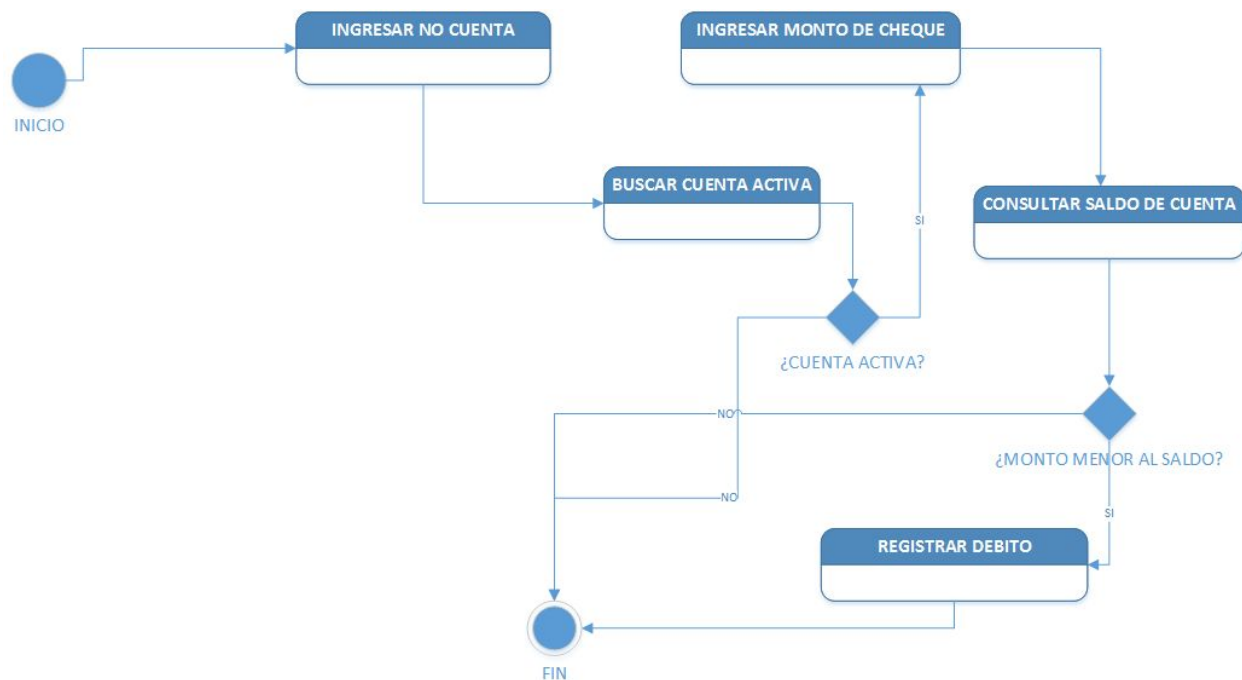 INGRESAR NO CUENTA
INGRESAR MONTO DE CHEQUE
INICIO
BUSCAR CUENTA ACTIVA
CONSULTAR SALDO DE CUENTA
SI
¿CUENTA ACTIVA?
NO
¿MONTO MENOR AL SALDO?
NO
SI
REGISTRAR DEBITO
FIN